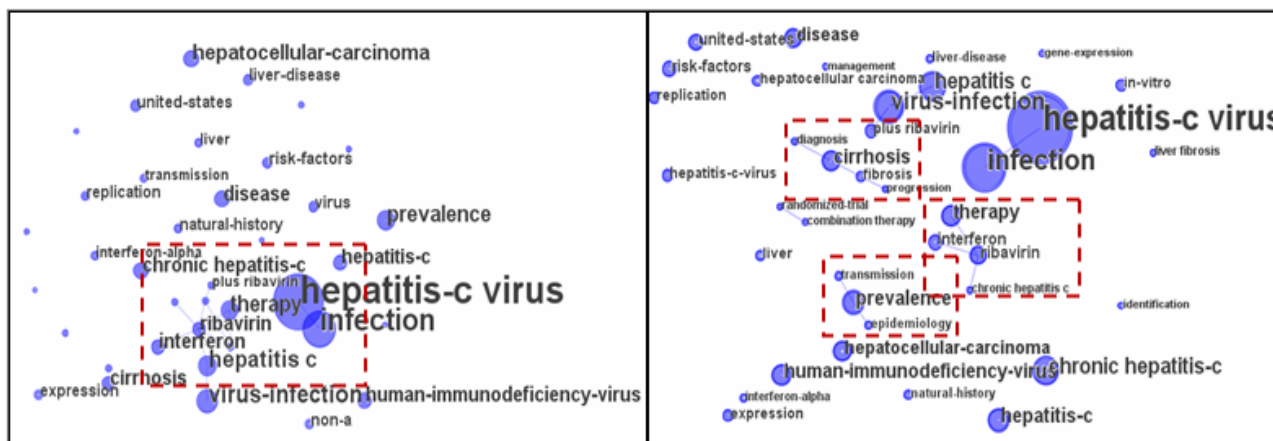 hepatocellular-carcinoma
liver-disease
united-states
liver
risk-factors
transmission
replication
disease
virus
prevalence
natural-history
interferon-alpha
hepatitis-c
chronic hepatitis-c
plus ribavirin
hepatitis-c virus
therapy
infection
ribavirin
interferon
hepatitis c
cirrhosis
expression
virus-infection
human-immunodeficiency-virus
non-a
united-states
disease
liver-disease
gene-expression
risk-factors
management
hepatocellular carcinoma
hepatitis c
in-vitro
replication
virus-infection
hepatitis-c virus
plus ribavirin
diagnosis
cirrhosis
infection
liver fibrosis
hepatitis-c-virus
fibrosis
progression
randomized-trial
combination therapy
therapy
interferon
ribavirin
liver
transmission
chronic hepatitis c
prevalence
identification
epidemiology
hepatocellular-carcinoma
chronic hepatitis-c
human-immunodeficiency-virus
interferon-alpha
natural-history
expression
hepatitis-c